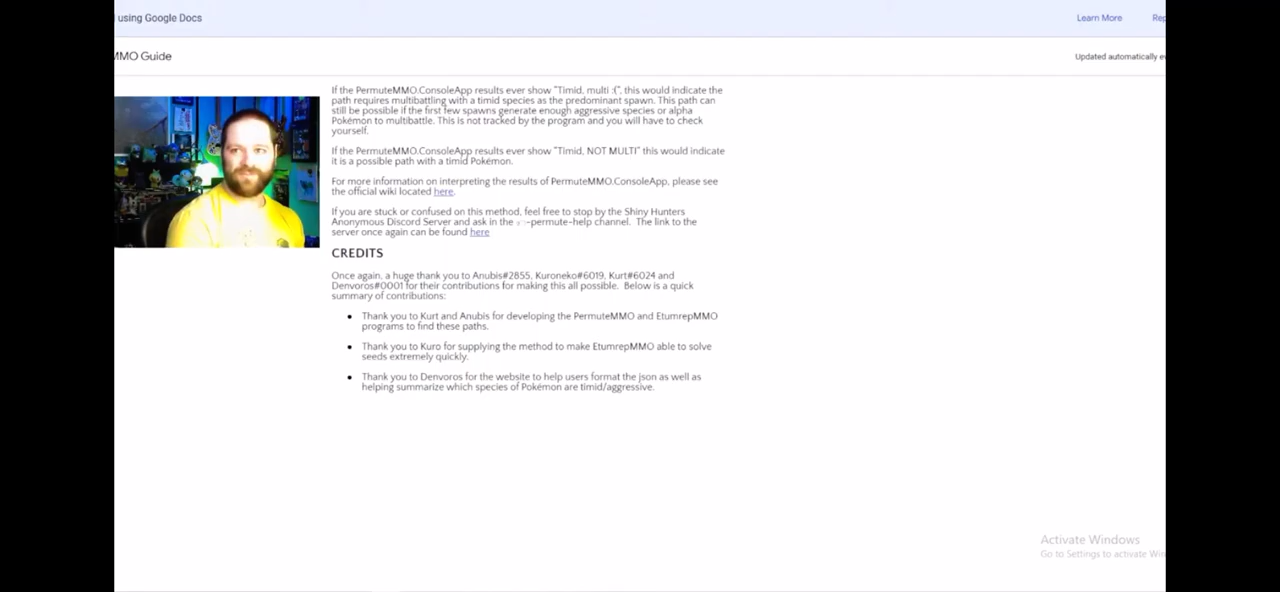 using Google Docs
Learn More
MMO Guide
Updated automatically
If the PermuteMMO.ConsoleApp results ever show "Timid, multi :(", this would indicate the
path requires multibattling with a timid species as the predominant spawn. This path can
still be possible if the first few spawns generate enough aggressive species or alpha
Pokémon to multibattle. This is not tracked by the program and you will have to check
yourself.
If the PermuteMMO.ConsoleApp results ever show "Timid, NOT MULTI" this would indicate
it is a possible path with a timid Pokémon.
For more information on interpreting the results of PermuteMMO.ConsoleApp, please see
the official wiki located here.
If you are stuck or confused on this method, feel free to stop by the Shiny Hunters
Anonymous Discord Server and ask in the -permute-help channel. The link to the
server once again can be found here
CREDITS
Once again, a huge thank you to Anubis#2855, Kuroneko#6019, Kurt#6024 and
Denvoros#0001 for their contributions for making this all possible. Below is a quick
summary of contributions:
● Thank you to Kurt and Anubis for developing the PermuteMMO and EtumrepMMO
programs to find these paths.
● Thank you to Kuro for supplying the method to make EtumrepMMO able to solve
seeds extremely quickly.
● Thank you to Denvoros for the website to help users format the json as well as
helping summarize which species of Pokémon are timid/aggressive.
Activate Windows
Go to Settings to activate Win